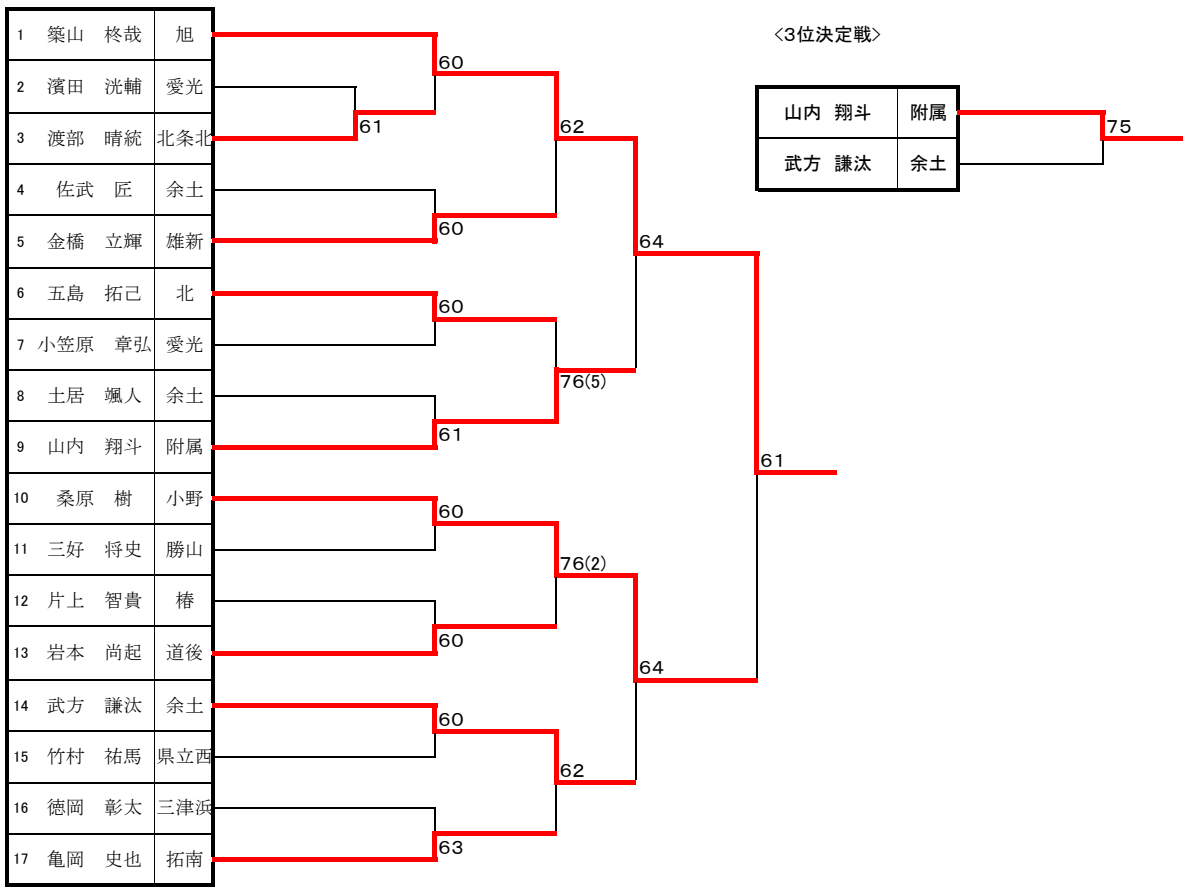 1 築山 柊哉 旭
〈3位決定戦〉
60
2 濱田 洸輔 愛光
山内 翔斗 附属
61
62
75
3 渡部 晴統 北条北
武方 謙汰 余土
4 佐武 匠 余土
60
5 金橋 立輝 雄新
64
6 五島 拓己 北
60
7 小笠原 章弘 愛光
76(5)
8 土居 颯人 余土
61
9 山内 翔斗 附属
61
10 桑原 樹 小野
60
11 三好 将史 勝山
76(2)
12 片上 智貴 椿
60
13 岩本 尚起 道後
64
14 武方 謙汰 余土
60
15 竹村 祐馬 県立西
62
16 徳岡 彰太 三津浜
63
17 亀岡 史也 拓南